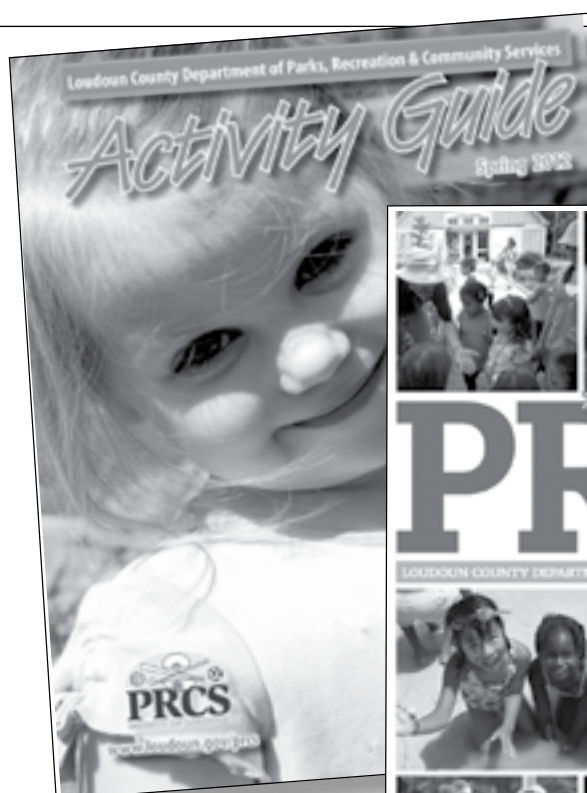 Loudoun County Department of Parks, Recreation & Community Services
Activity Guide
Spring 2012
PRCS
www.loudoun.gov/prcs
PR
LOUDOUN COUNTY DEPARTM